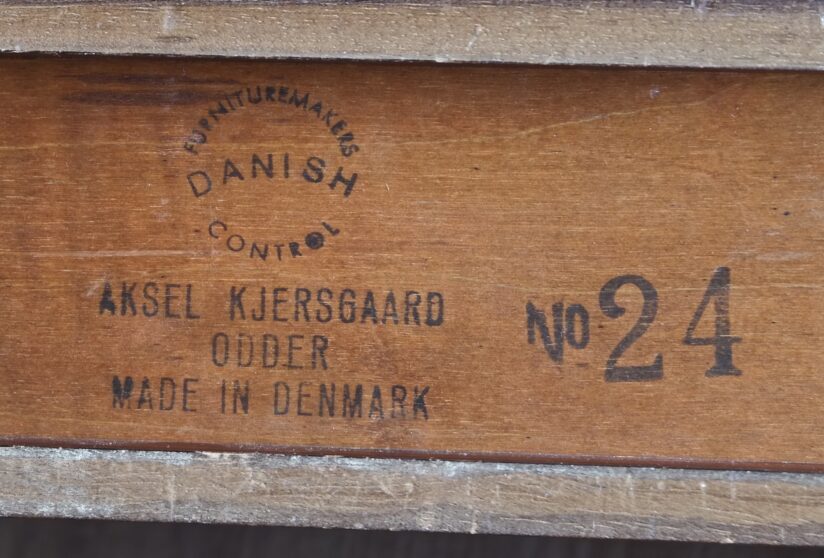 FURNITUREMAKERS
DANISH
CONTROL
AKSEL KJERSGAARD
ODDER
MADE IN DENMARK
No 24